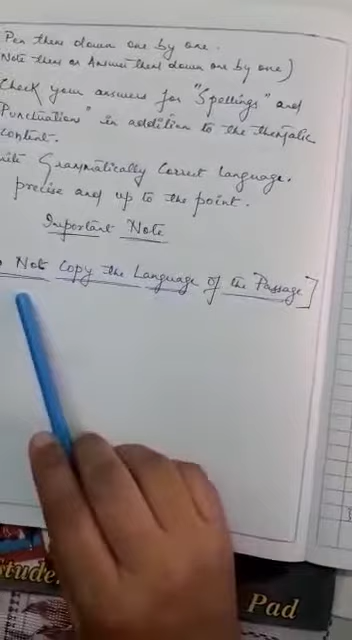 Pen them down one by one.
Note them or Answer them down one by one)
Check your answers for "Spellings" and
Punctuation" in addition to the thematic
content.
Grammatically Correct Language.
precise and up to the point.
Important Note
Not Copy the Language of the Passage]
Stude
Pad